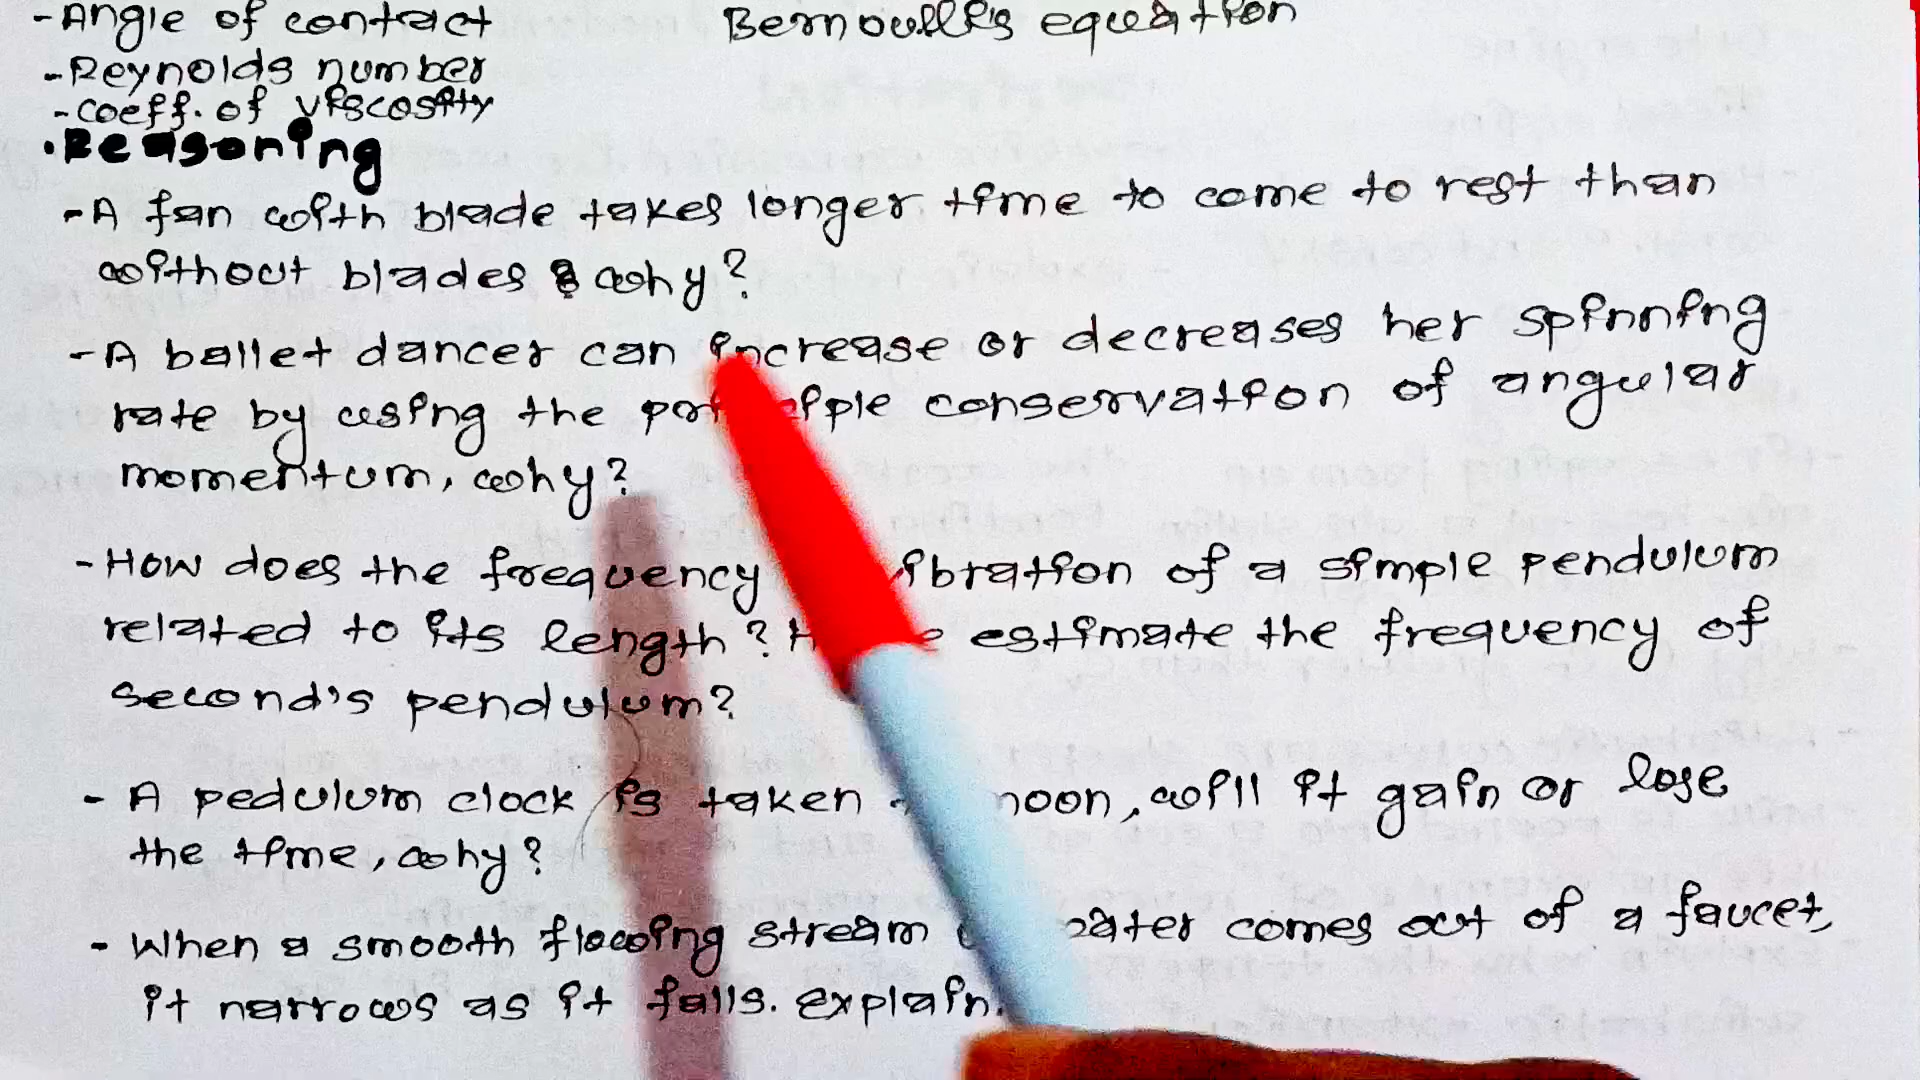 -Angle of contact
Bernoulli's equation
-Reynolds number
-coeff. of viscosity
•Reasoning
-A fan with blade takes longer time to come to rest than
without blades why?
-A ballet dancer can increase or decreases her spinning
rate by using the conservation of angular
momentum, why?
-How does the frequency of a simple pendulum
related to its length? estimate the frequency of
second's pendulum?
- A pedulum clock is taken moon, will it gain or lose
the time, why?
- When a smooth flowing stream water comes out of a faucet,
it narrows as it falls. explain.